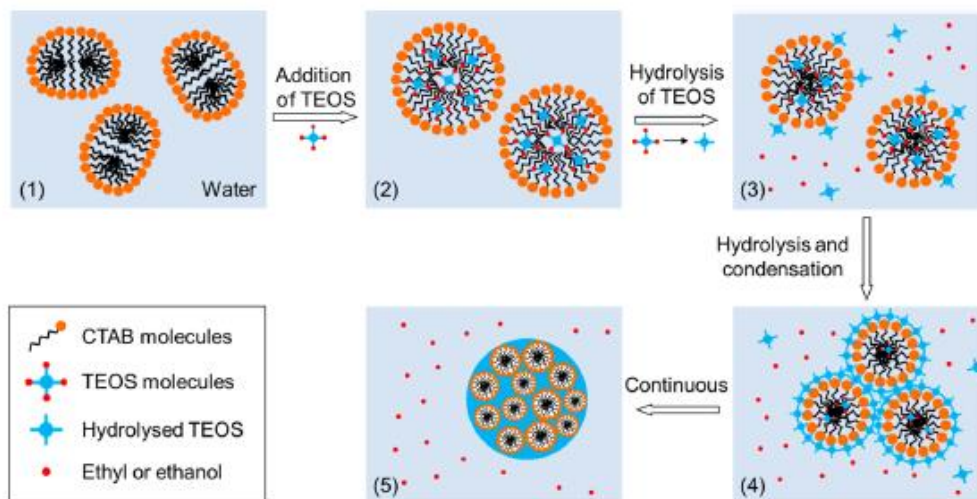 Addition
of TEOS
Hydrolysis
of TEOS
(1)
Water
(2)
(3)
Hydrolysis and
condensation
CTAB molecules
TEOS molecules
Hydrolysed TEOS
Ethyl or ethanol
(5)
Continuous
(4)